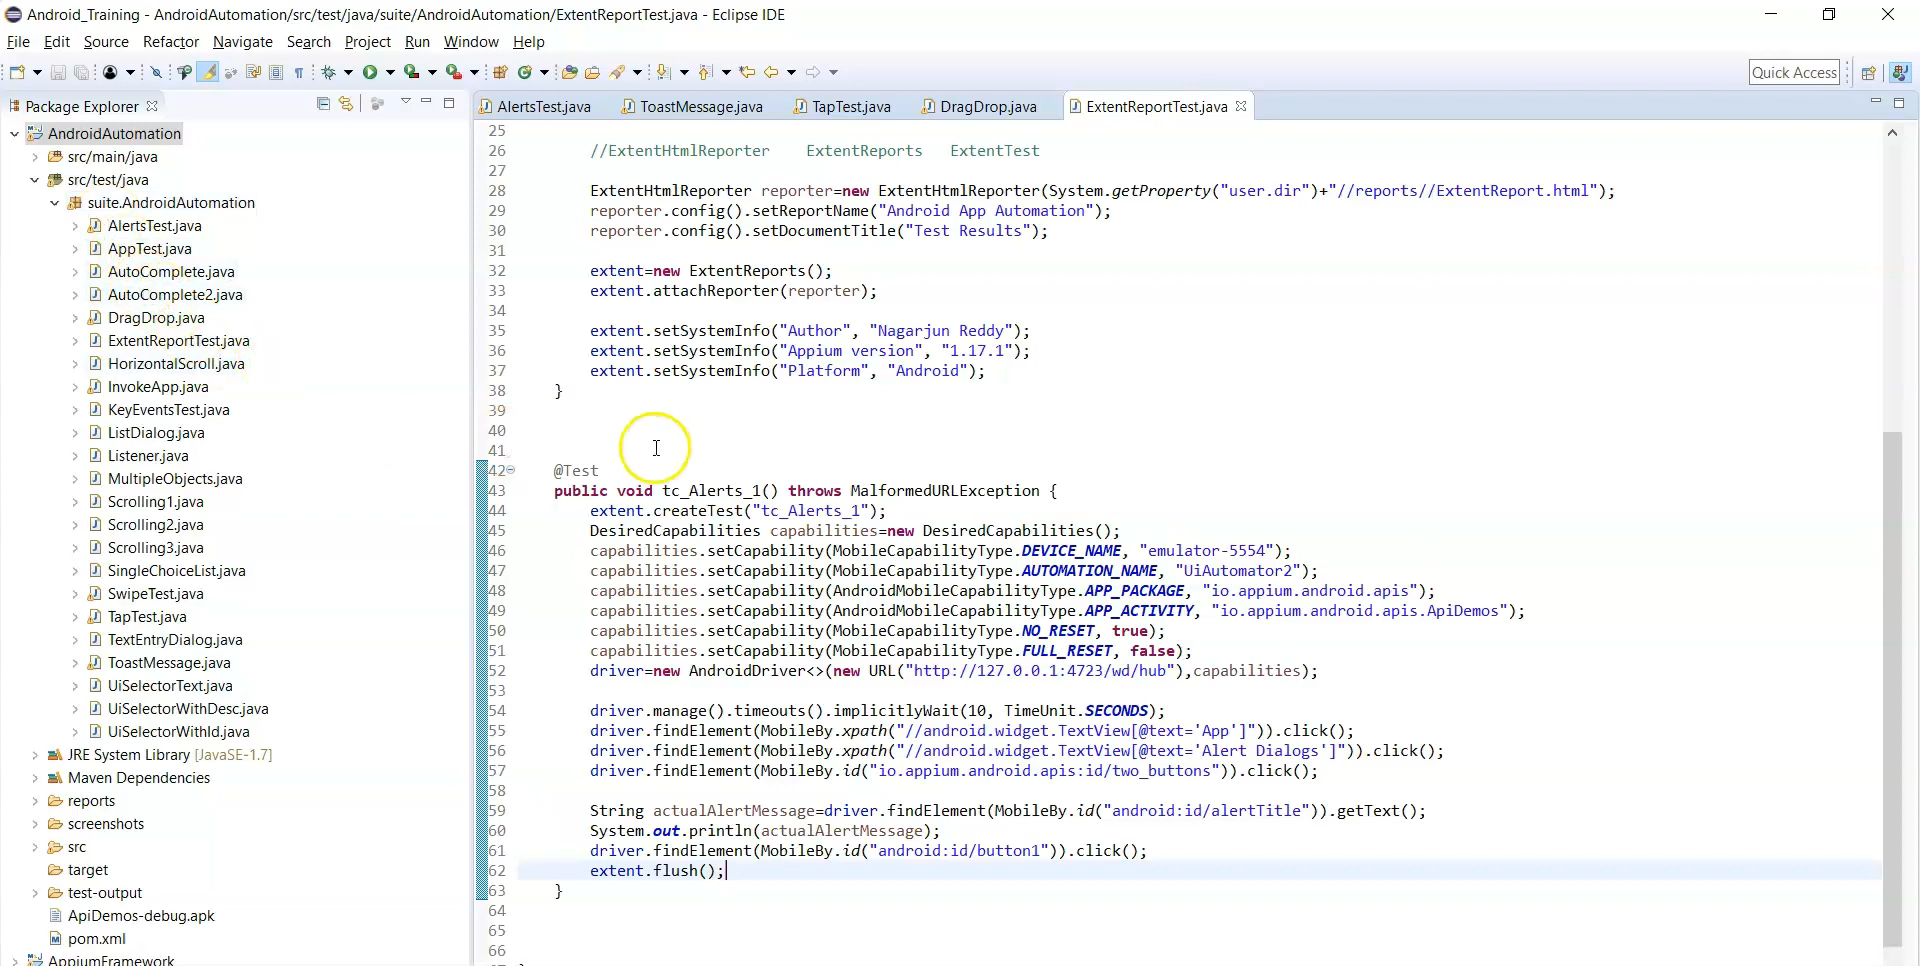 Android_Training - AndroidAutomation/src/test/java/suite/AndroidAutomation/ExtentReportTest.java - Eclipse IDE
File Edit Source Refactor Navigate Search Project Run Window Help
Quick Access
Package Explorer
AndroidAutomation
src/main/java
src/test/java
suite.AndroidAutomation
AlertsTest.java
AppTest.java
AutoComplete.java
AutoComplete2.java
DragDrop.java
ExtentReportTest.java
HorizontalScroll.java
InvokeApp.java
KeyEventsTest.java
ListDialog.java
Listener.java
MultipleObjects.java
Scrolling1.java
Scrolling2.java
Scrolling3.java
SingleChoiceList.java
SwipeTest.java
TapTest.java
TextEntryDialog.java
ToastMessage.java
UiSelectorText.java
UiSelectorWithDesc.java
UiSelectorWithId.java
JRE System Library [JavaSE-1.7]
Maven Dependencies
reports
screenshots
src
target
test-output
ApiDemos-debug.apk
pom.xml
AppiumFramework
AlertsTest.java ToastMessage.java TapTest.java DragDrop.java ExtentReportTest.java
25
26 //ExtentHtmlReporter ExtentReports ExtentTest
27
28 ExtentHtmlReporter reporter=new ExtentHtmlReporter(System.getProperty("user.dir")+"//reports//ExtentReport.html");
29 reporter.config().setReportName("Android App Automation");
30 reporter.config().setDocumentTitle("Test Results");
31
32 extent=new ExtentReports();
33 extent.attachReporter(reporter);
34
35 extent.setSystemInfo("Author", "Nagarjun Reddy");
36 extent.setSystemInfo("Appium version", "1.17.1");
37 extent.setSystemInfo("Platform", "Android");
38 }
39
40
41
42 @Test
43 public void tc_Alerts_1() throws MalformedURLException {
44 extent.createTest("tc_Alerts_1");
45 DesiredCapabilities capabilities=new DesiredCapabilities();
46 capabilities.setCapability(MobileCapabilityType.DEVICE_NAME, "emulator-5554");
47 capabilities.setCapability(MobileCapabilityType.AUTOMATION_NAME, "UiAutomator2");
48 capabilities.setCapability(AndroidMobileCapabilityType.APP_PACKAGE, "io.appium.android.apis");
49 capabilities.setCapability(AndroidMobileCapabilityType.APP_ACTIVITY, "io.appium.android.apis.ApiDemos");
50 capabilities.setCapability(MobileCapabilityType.NO_RESET, true);
51 capabilities.setCapability(MobileCapabilityType.FULL_RESET, false);
52 driver=new AndroidDriver<>(new URL("http://127.0.0.1:4723/wd/hub"),capabilities);
53
54 driver.manage().timeouts().implicitlyWait(10, TimeUnit.SECONDS);
55 driver.findElement(MobileBy.xpath("//android.widget.TextView[@text='App']")).click();
56 driver.findElement(MobileBy.xpath("//android.widget.TextView[@text='Alert Dialogs']")).click();
57 driver.findElement(MobileBy.id("io.appium.android.apis:id/two_buttons")).click();
58
59 String actualAlertMessage=driver.findElement(MobileBy.id("android:id/alertTitle")).getText();
60 System.out.println(actualAlertMessage);
61 driver.findElement(MobileBy.id("android:id/button1")).click();
62 extent.flush();
63 }
64
65
66